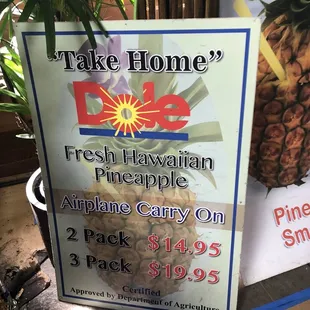 "Take Home"
Dole
Fresh Hawaiian
Pineapple
Airplane Carry On
2 Pack $14.95
3 Pack $19.95
Certified
Approved by Department of Agriculture
Pine
Sm